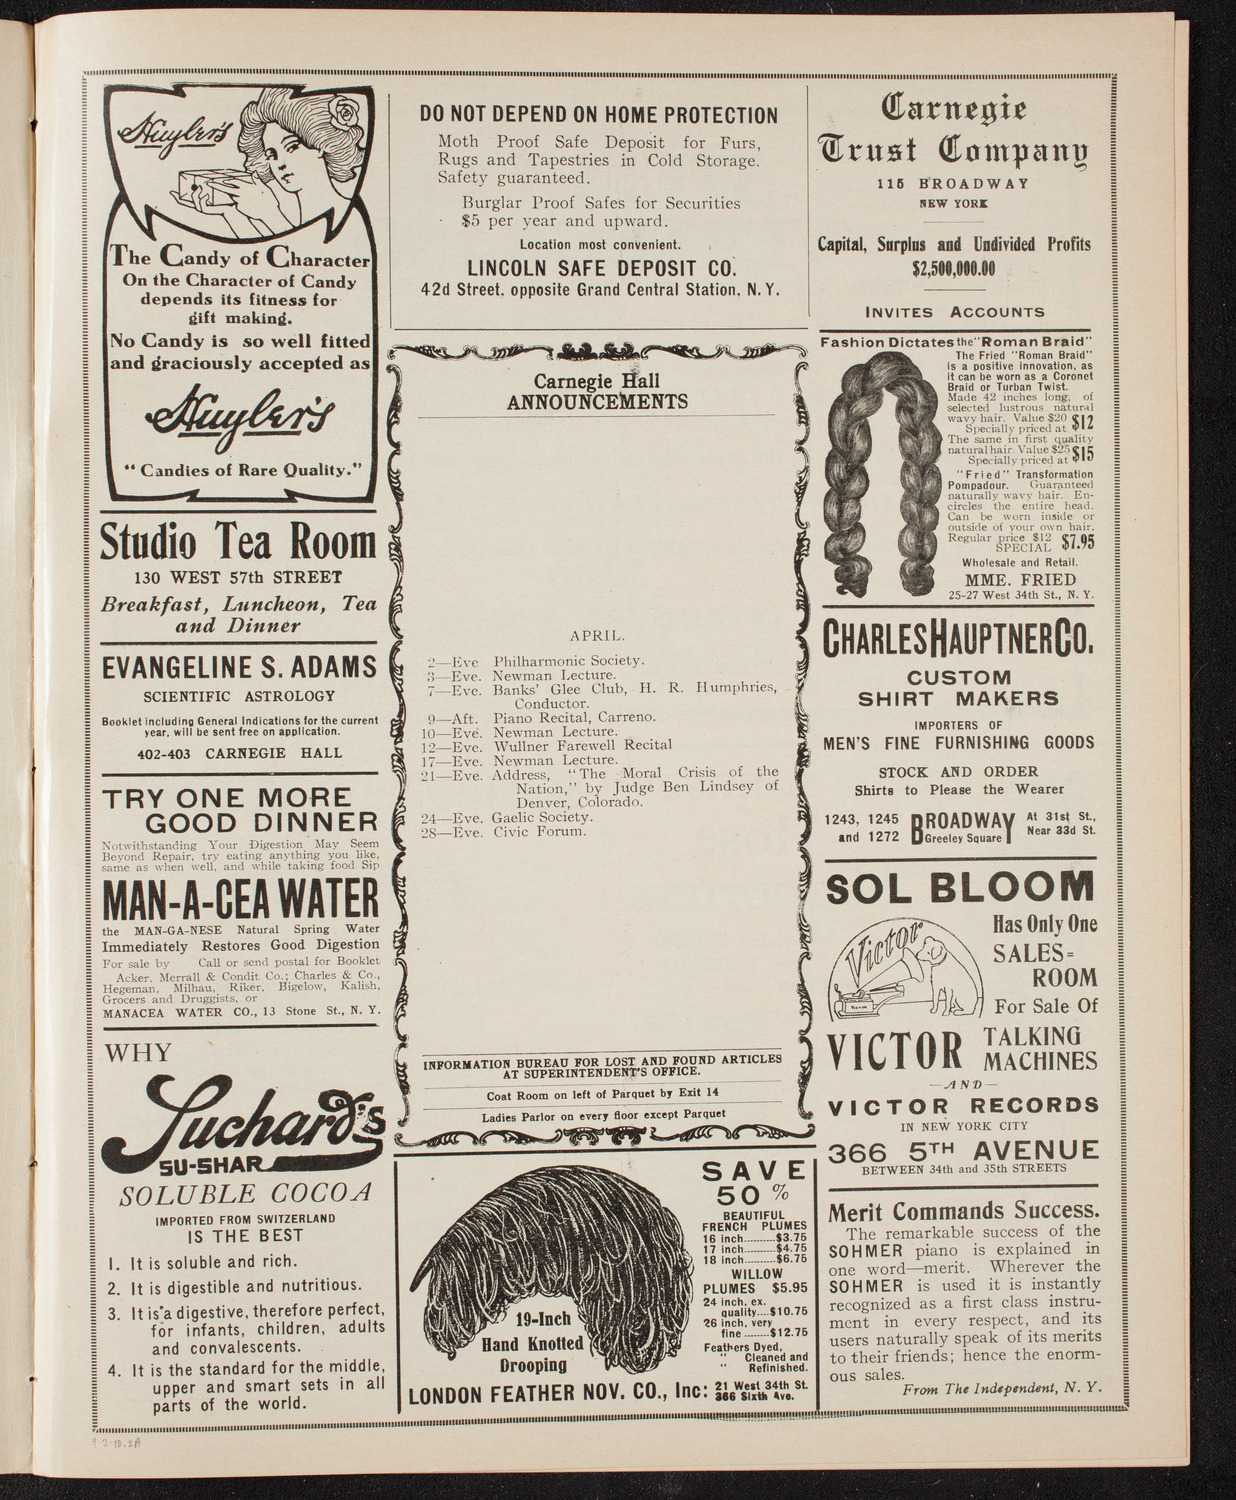 Huyler's
The Candy of Character
On the Character of Candy
depends its fitness for
gift making.
No Candy is so well fitted
and graciously accepted as
Huyler's
"Candies of Rare Quality."
Studio Tea Room
130 WEST 57th STREET
Breakfast, Luncheon, Tea
and Dinner
EVANGELINE S. ADAMS
SCIENTIFIC ASTROLOGY
Booklet including General Indications for the current
year, will be sent free on application.
402-403 CARNEGIE HALL
TRY ONE MORE
GOOD DINNER
Notwithstanding Your Digestion May Seem
Beyond Repair, try eating anything you like,
same as when well, and while taking food Sip
MAN-A-CEA WATER
the MAN-GA-NESE Natural Spring Water
Immediately Restores Good Digestion
For sale by Call or send postal for Booklet
Acker, Merrall & Condit Co.; Charles & Co.,
Hegeman, Milhau, Riker, Bigelow, Kalish,
Grocers and Druggists, or
MANACEA WATER CO., 13 Stone St., N. Y.
WHY
Suchard's
SU-SHAR
SOLUBLE COCOA
IMPORTED FROM SWITZERLAND
IS THE BEST
1. It is soluble and rich.
2. It is digestible and nutritious.
3. It is a digestive, therefore perfect,
for infants, children, adults
and convalescents.
4. It is the standard for the middle,
upper and smart sets in all
parts of the world.
DO NOT DEPEND ON HOME PROTECTION
Moth Proof Safe Deposit for Furs,
Rugs and Tapestries in Cold Storage.
Safety guaranteed.
Burglar Proof Safes for Securities
$5 per year and upward.
Location most convenient.
LINCOLN SAFE DEPOSIT CO.
42d Street, opposite Grand Central Station, N. Y.
Carnegie Hall
ANNOUNCEMENTS
APRIL.
2—Eve Philharmonic Society.
3—Eve. Newman Lecture.
7—Eve. Banks' Glee Club, H. R. Humphries,
Conductor.
9—Aft. Piano Recital, Carreno.
10—Eve. Newman Lecture.
12—Eve. Wullner Farewell Recital
17—Eve. Newman Lecture.
21—Eve. Address, "The Moral Crisis of the
Nation," by Judge Ben Lindsey of
Denver, Colorado.
24—Eve. Gaelic Society.
28—Eve. Civic Forum.
INFORMATION BUREAU FOR LOST AND FOUND ARTICLES
AT SUPERINTENDENT'S OFFICE.
Coat Room on left of Parquet by Exit 14
Ladies Parlor on every floor except Parquet
19-Inch
Hand Knotted
Drooping
SAVE
50%
BEAUTIFUL
FRENCH PLUMES
16 inch..........$3.75
17 inch..........$4.75
18 inch..........$6.75
WILLOW
PLUMES $5.95
24 inch. ex.
quality....$10.75
26 inch, very
fine.......$12.75
Feathers Dyed,
" Cleaned and
" Refinished.
LONDON FEATHER NOV. CO., Inc: 21 West 34th St.
366 Sixth Ave.
Carnegie
Trust Company
115 BROADWAY
NEW YORK
Capital, Surplus and Undivided Profits
$2,500,000.00
INVITES ACCOUNTS
Fashion Dictates the "Roman Braid"
The Fried "Roman Braid"
is a positive innovation, as
it can be worn as a Coronet
Braid or Turban Twist.
Made 42 inches long, of
selected lustrous natural
wavy hair. Value $20
Specially priced at $12
The same in first quality
natural hair. Value $25
Specially priced at $15
"Fried" Transformation
Pompadour. Guaranteed
naturally wavy hair. En-
circles the entire head.
Can be worn inside or
outside of your own hair.
Regular price $12
SPECIAL $7.95
Wholesale and Retail.
MME. FRIED
25-27 West 34th St., N. Y.
CHARLES HAUPTNER CO.
CUSTOM
SHIRT MAKERS
IMPORTERS OF
MEN'S FINE FURNISHING GOODS
STOCK AND ORDER
Shirts to Please the Wearer
1243, 1245 BROADWAY At 31st St.,
and 1272 Greeley Square Near 33d St.
SOL BLOOM
Victor
Has Only One
SALES=
ROOM
For Sale Of
VICTOR TALKING
MACHINES
—AND—
VICTOR RECORDS
IN NEW YORK CITY
366 5TH AVENUE
BETWEEN 34th and 35th STREETS
Merit Commands Success.
The remarkable success of the
SOHMER piano is explained in
one word—merit. Wherever the
SOHMER is used it is instantly
recognized as a first class instru-
ment in every respect, and its
users naturally speak of its merits
to their friends; hence the enorm-
ous sales.
From The Independent, N. Y.